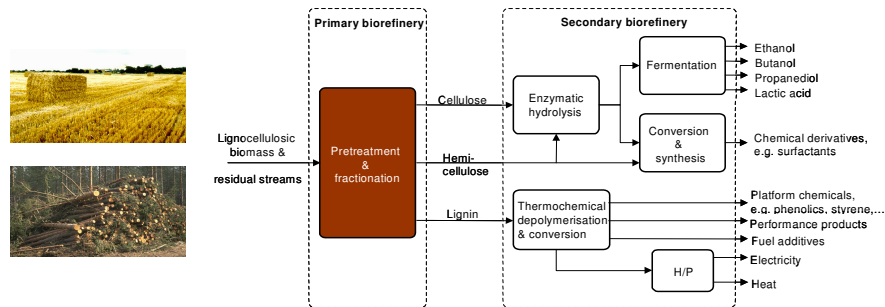 Primary biorefinery
Secondary biorefinery
Lignocellulosic
biomass &
residual streams
Pretreatment
&
fractionation
Cellulose
Hemi-
cellulose
Lignin
Enzymatic
hydrolysis
Fermentation
Ethanol
Butanol
Propanediol
Lactic acid
Conversion
&
synthesis
Chemical derivatives,
e.g. surfactants
Thermochemical
depolymerisation
& conversion
Platform chemicals,
e.g. phenolics, styrene,...
Performance products
Fuel additives
H/P
Electricity
Heat